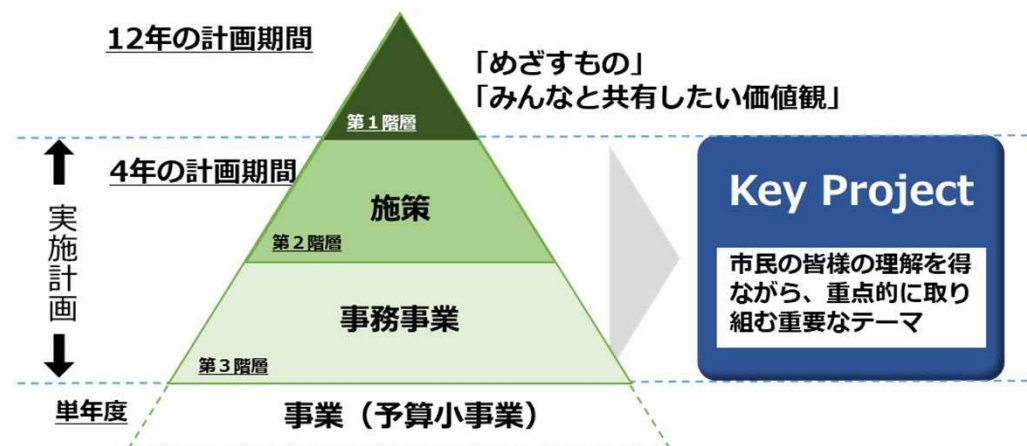 12年の計画期間
「めざすもの」
「みんなと共有したい価値観」
第1階層
4年の計画期間
施策
第2階層
実施計画
事務事業
第3階層
Key Project
市民の皆様の理解を得
ながら、重点的に取り
組む重要なテーマ
単年度
事業（予算小事業）